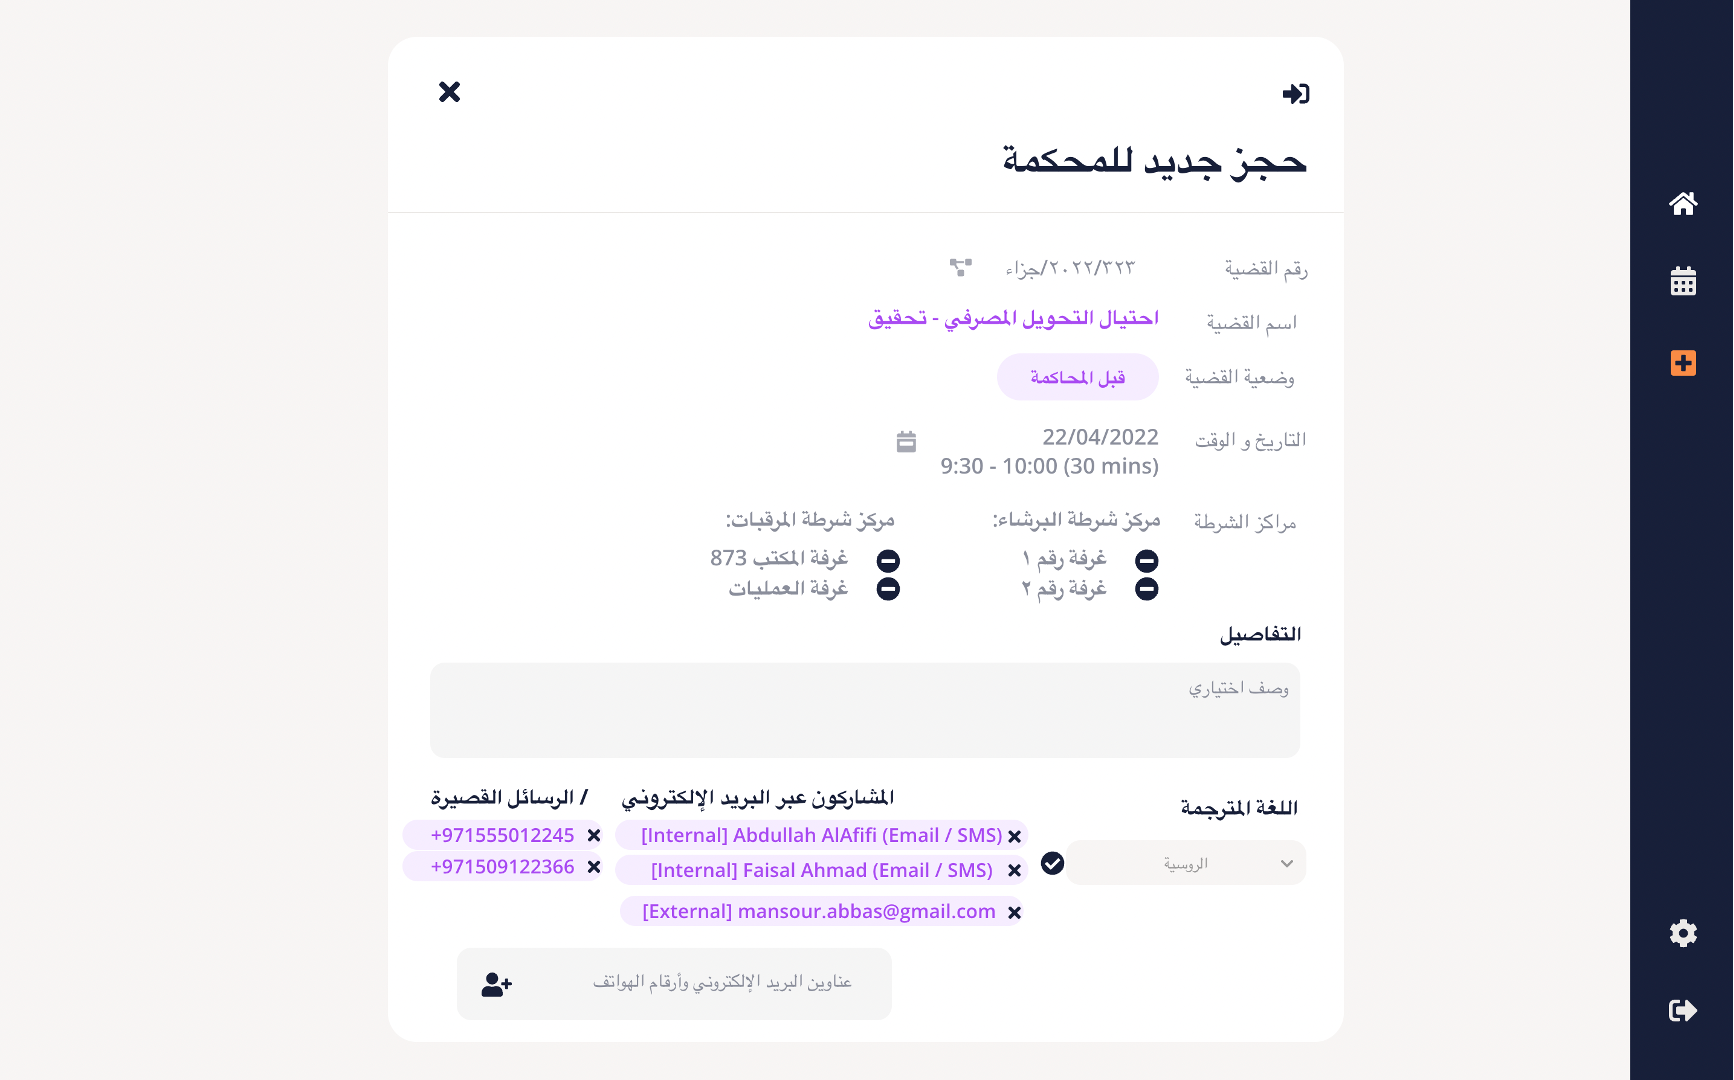 حجز جديد للمحكمة
رقم القضية ٢٠٢٢/٣٢٣/جزاء
اسم القضية احتيال التحويل المصرفي - تحقيق
وضعية القضية قبل المحاكمة
التاريخ و الوقت 22/04/2022
9:30 - 10:00 (30 mins)
مراكز الشرطة مركز شرطة البرشاء: مركز شرطة المرقبات:
غرفة رقم ١ غرفة المكتب 873
غرفة رقم ٢ غرفة العمليات
التفاصيل
وصف اختياري
اللغة المترجمة
الروسية
المشاركون عبر البريد الإلكتروني / الرسائل القصيرة
[Internal] Abdullah AlAfifi (Email / SMS) +971555012245
[Internal] Faisal Ahmad (Email / SMS) +971509122366
[External] mansour.abbas@gmail.com
عناوين البريد الإلكتروني وأرقام الهواتف